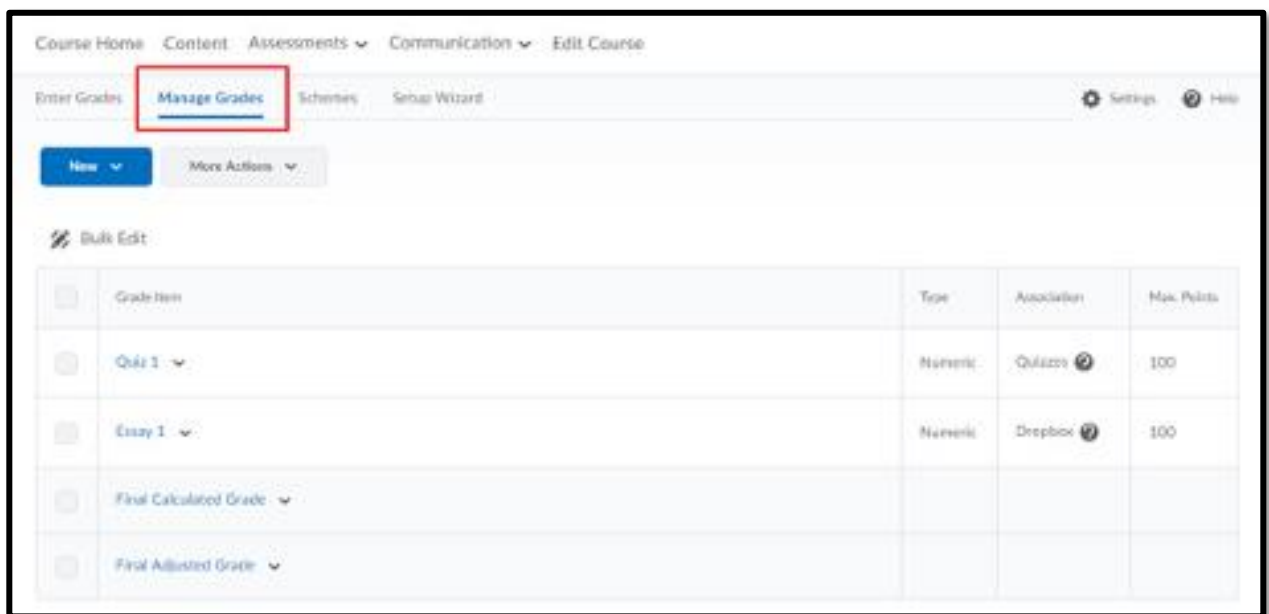 Course Home Content Assessments Communication Edit Course
Enter Grades Manage Grades Schemes Setup Wizard Settings Help
New More Actions
Bulk Edit
Grade Item Type Association Max. Points
Quiz 1 Numeric Quizzes 100
Essay 1 Numeric Dropbox 100
Final Calculated Grade
Final Adjusted Grade